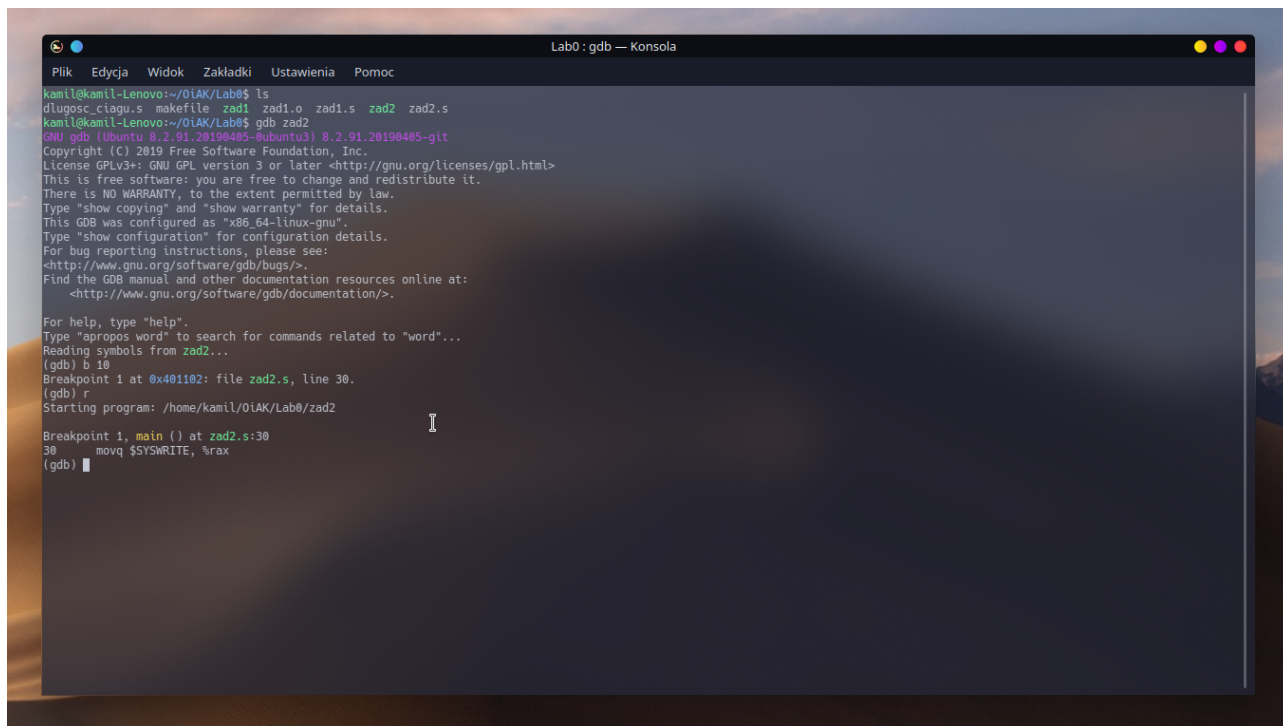 Lab0 : gdb — Konsola
Plik Edycja Widok Zakładki Ustawienia Pomoc
kamil@kamil-Lenovo:~/OiAK/Lab0$ ls
dlugosc_ciagu.s makefile zad1 zad1.o zad1.s zad2 zad2.s
kamil@kamil-Lenovo:~/OiAK/Lab0$ gdb zad2
GNU gdb (Ubuntu 8.2.91.20190405-0ubuntu3) 8.2.91.20190405-git
Copyright (C) 2019 Free Software Foundation, Inc.
License GPLv3+: GNU GPL version 3 or later <http://gnu.org/licenses/gpl.html>
This is free software: you are free to change and redistribute it.
There is NO WARRANTY, to the extent permitted by law.
Type "show copying" and "show warranty" for details.
This GDB was configured as "x86_64-linux-gnu".
Type "show configuration" for configuration details.
For bug reporting instructions, please see:
<http://www.gnu.org/software/gdb/bugs/>.
Find the GDB manual and other documentation resources online at:
    <http://www.gnu.org/software/gdb/documentation/>.
For help, type "help".
Type "apropos word" to search for commands related to "word"...
Reading symbols from zad2...
(gdb) b 10
Breakpoint 1 at 0x401102: file zad2.s, line 30.
(gdb) r
Starting program: /home/kamil/OiAK/Lab0/zad2
Breakpoint 1, main () at zad2.s:30
30      movq $SYSWRITE, %rax
(gdb)